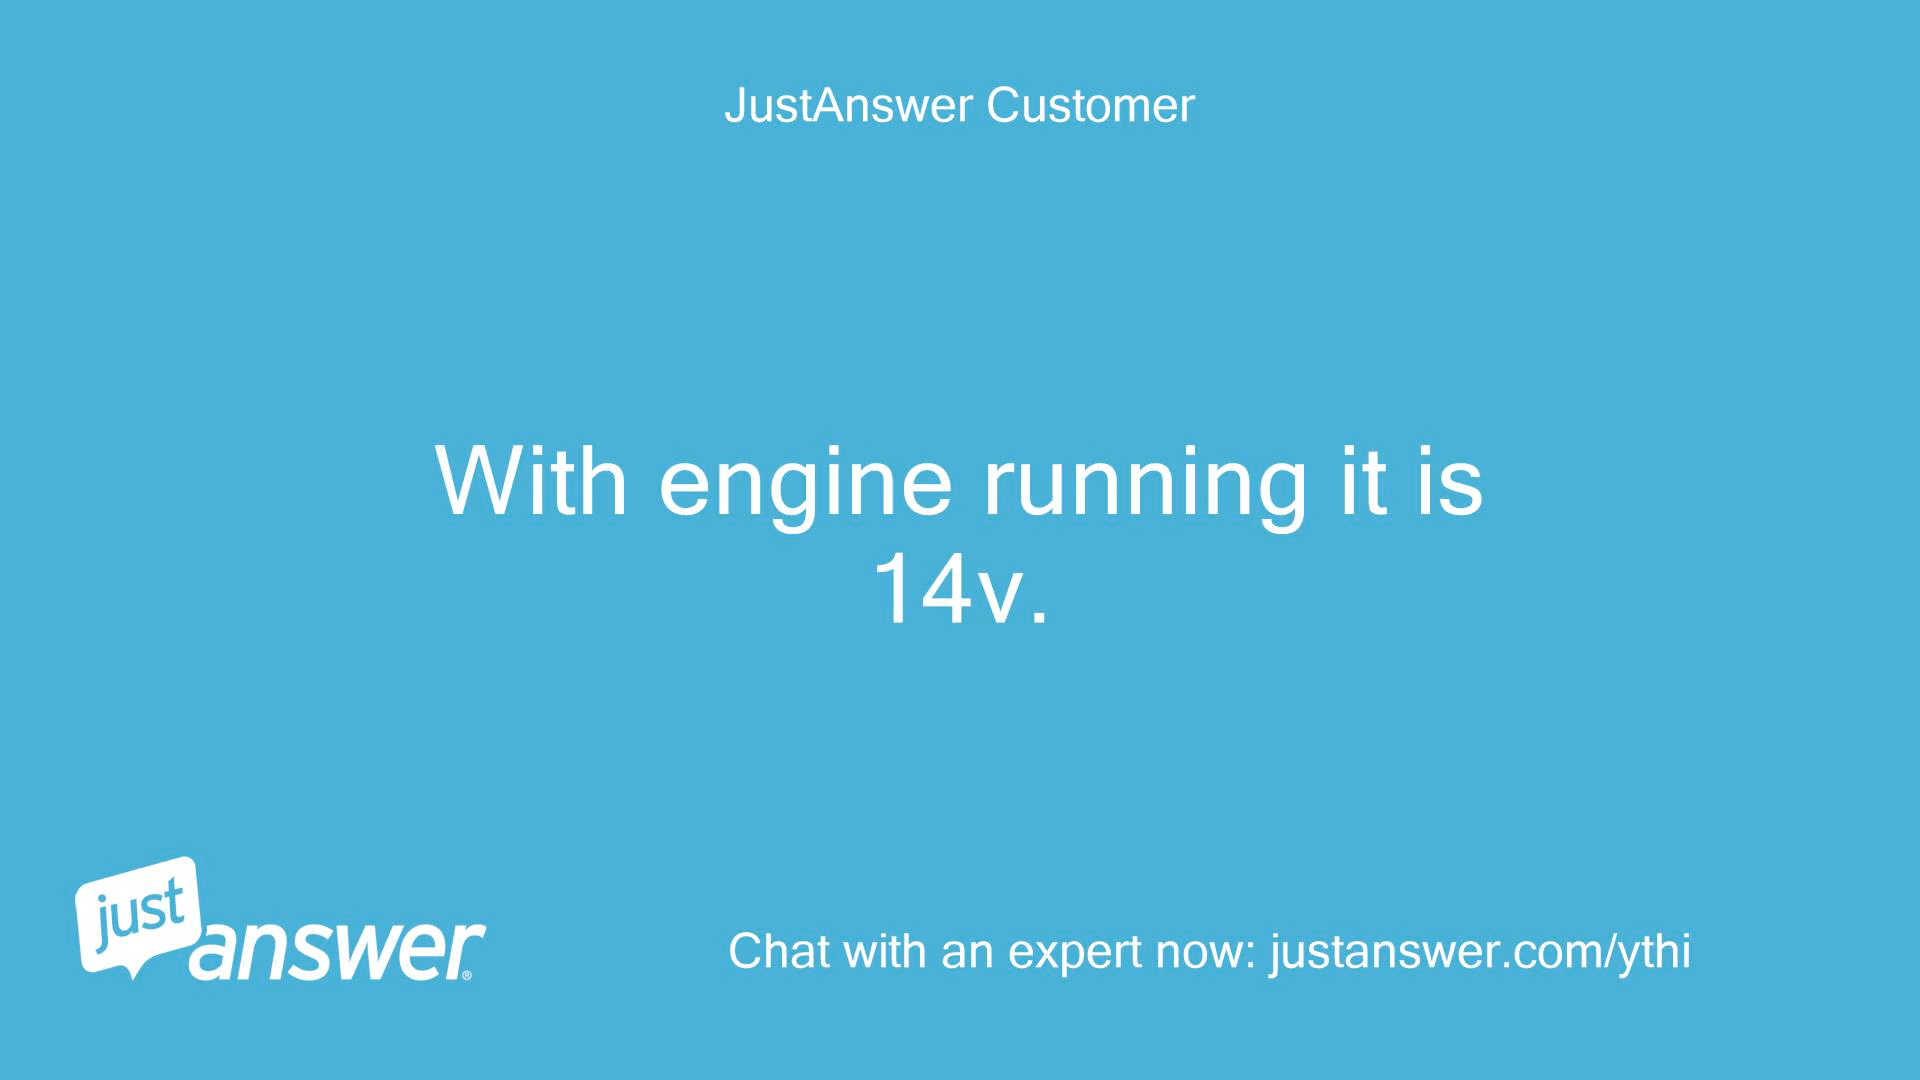 JustAnswer Customer
With engine running it is
14v.
just
answer®
Chat with an expert now: justanswer.com/ythi